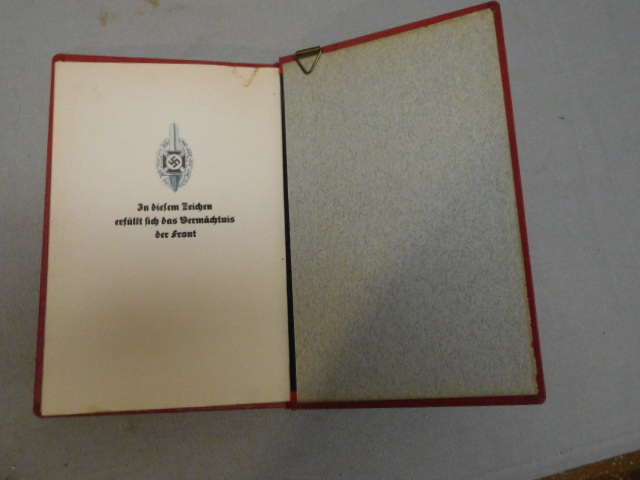 In diesem Zeichen
erfüllt sich das Vermächtnis
der Front